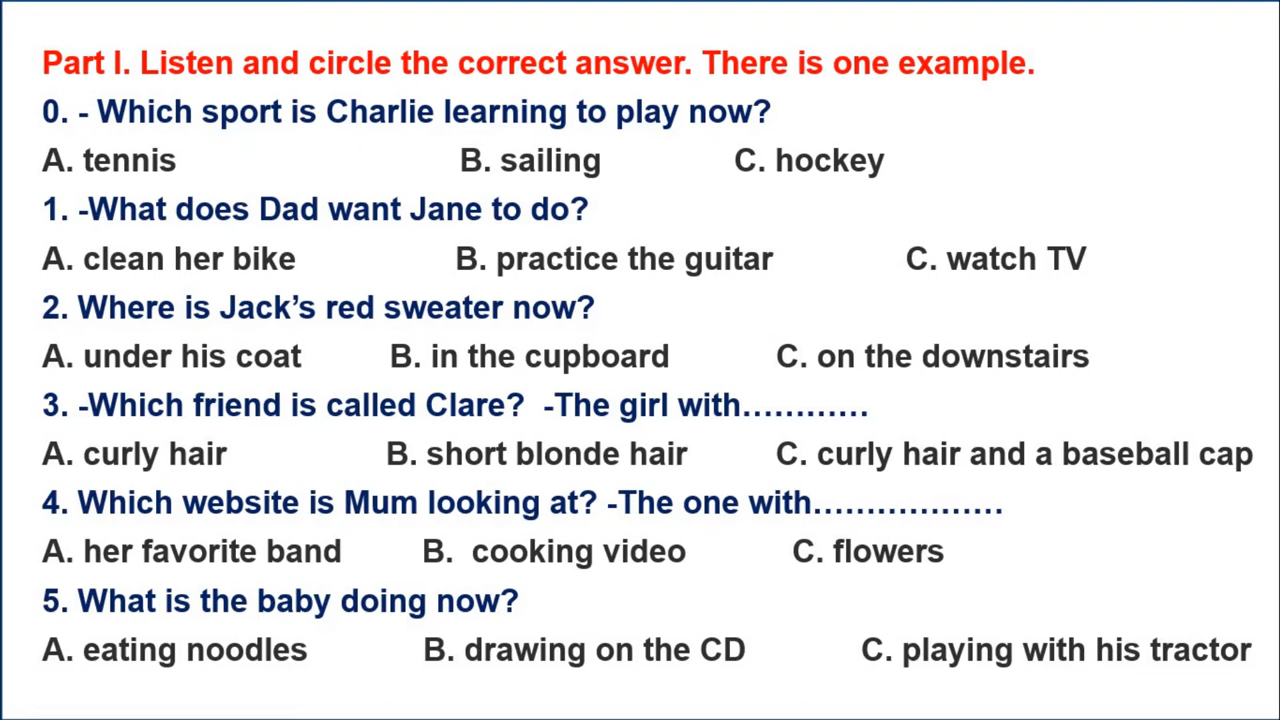 Part I. Listen and circle the correct answer. There is one example.
0. - Which sport is Charlie learning to play now?
A. tennis B. sailing C. hockey
1. -What does Dad want Jane to do?
A. clean her bike B. practice the guitar C. watch TV
2. Where is Jack’s red sweater now?
A. under his coat B. in the cupboard C. on the downstairs
3. -Which friend is called Clare? -The girl with…………
A. curly hair B. short blonde hair C. curly hair and a baseball cap
4. Which website is Mum looking at? -The one with………………
A. her favorite band B. cooking video C. flowers
5. What is the baby doing now?
A. eating noodles B. drawing on the CD C. playing with his tractor